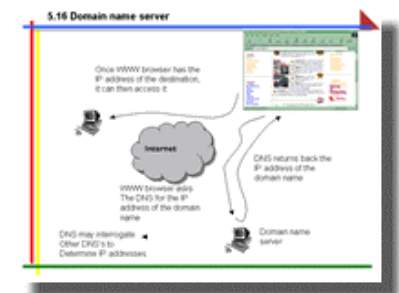 5.16 Domain name server
Once WWW browser has the
IP address of the destination,
it can then access it
Internet
DNS returns back the
IP address of the
domain name
WWW browser asks
The DNS for the IP
address of the domain
name
Domain name
server
DNS may interrogate
Other DNS's to
Determine IP addresses